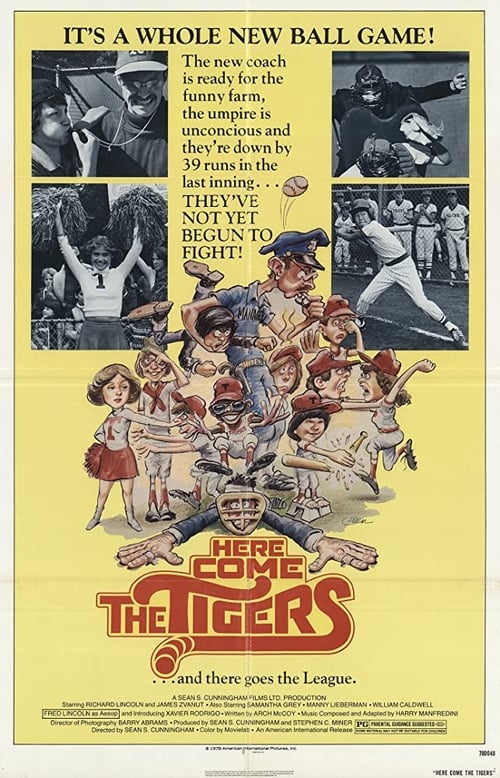 IT'S A WHOLE NEW BALL GAME!
The new coach
is ready for the
funny farm,
the umpire is
unconcious and
they're down by
39 runs in the
last inning...
THEY'VE
NOT YET
BEGUN TO
FIGHT!
1
MANAG
T
T
HERE
COME
THE TIGERS
...and there goes the League.
A SEAN S. CUNNINGHAM FILMS LTD. PRODUCTION
Starring RICHARD LINCOLN and JAMES ZVANUT • Also Starring SAMANTHA GREY • MANNY LIEBERMAN • WILLIAM CALDWELL
FRED LINCOLN as Aesop and Introducing XAVIER RODRIGO • Written by ARCH McCOY • Music Composed and Adapted by HARRY MANFREDINI
Director of Photography BARRY ABRAMS • Produced by SEAN S. CUNNINGHAM and STEPHEN C. MINER
PG PARENTAL GUIDANCE SUGGESTED
SOME MATERIAL MAY NOT BE SUITABLE FOR CHILDREN
Directed by SEAN S. CUNNINGHAM • Color by Movielab • An American International Release
© 1978 American International Pictures, Inc.
780048
"HERE COME THE TIGERS"